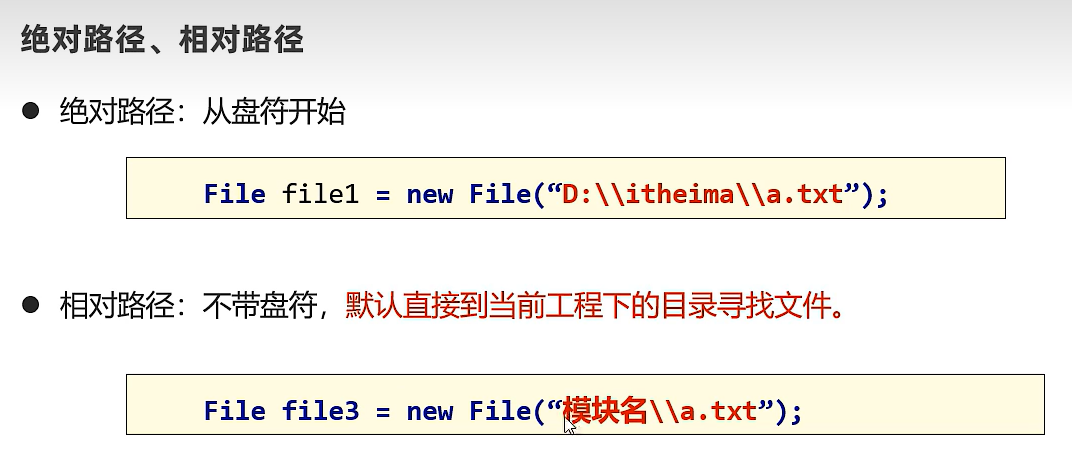 绝对路径、相对路径
● 绝对路径：从盘符开始
File file1 = new File(“D:\\itheima\\a.txt”);
● 相对路径：不带盘符，默认直接到当前工程下的目录寻找文件。
File file3 = new File(“模块名\\a.txt”);